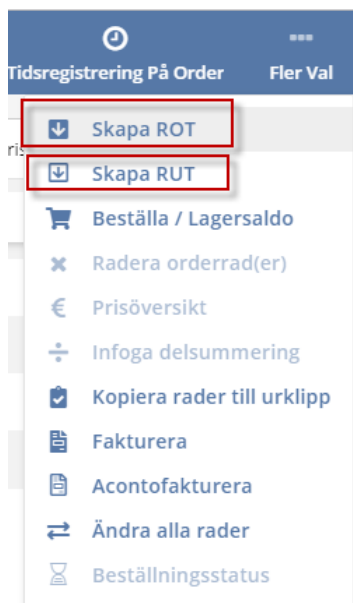 Tidsregistrering På Order
Fler Val
Skapa ROT
ris
Skapa RUT
Beställa / Lagersaldo
Radera orderrad(er)
€ Prisöversikt
Infoga delsummering
Kopiera rader till urklipp
Fakturera
Acontofakturera
Ändra alla rader
Beställningsstatus